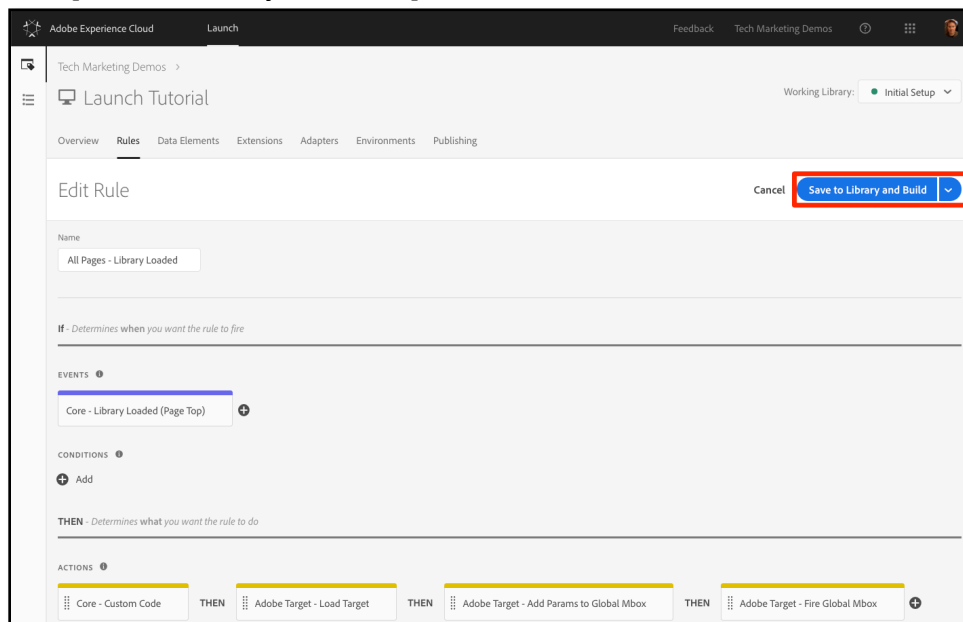 Adobe Experience Cloud Launch Feedback Tech Marketing Demos
Tech Marketing Demos >
Launch Tutorial
Working Library: Initial Setup
Overview Rules Data Elements Extensions Adapters Environments Publishing
Edit Rule
Cancel Save to Library and Build
Name
All Pages - Library Loaded
If - Determines when you want the rule to fire
EVENTS
Core - Library Loaded (Page Top)
CONDITIONS
Add
THEN - Determines what you want the rule to do
ACTIONS
Core - Custom Code THEN Adobe Target - Load Target THEN Adobe Target - Add Params to Global Mbox THEN Adobe Target - Fire Global Mbox